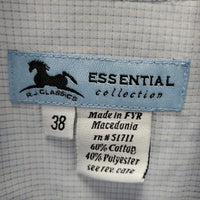 R.J. CLASSICS
ESSENTIAL
collection
38
Made in FYR
Macedonia
rn# 51711
60% Cotton
40% Polyester
see rev. care